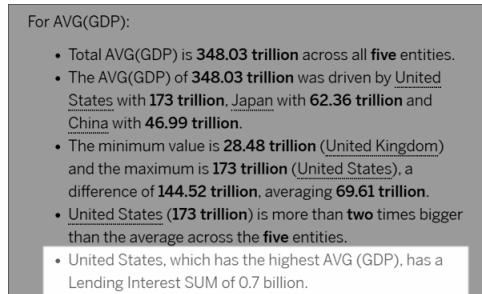 For AVG(GDP):
• Total AVG(GDP) is 348.03 trillion across all five entities.
• The AVG(GDP) of 348.03 trillion was driven by United
States with 173 trillion, Japan with 62.36 trillion and
China with 46.99 trillion.
• The minimum value is 28.48 trillion (United Kingdom)
and the maximum is 173 trillion (United States), a
difference of 144.52 trillion, averaging 69.61 trillion.
• United States (173 trillion) is more than two times bigger
than the average across the five entities.
• United States, which has the highest AVG (GDP), has a
Lending Interest SUM of 0.7 billion.